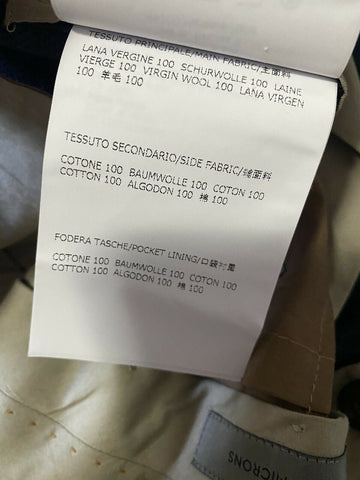 TESSUTO PRINCIPALE/MAIN FABRIC/主面料
LANA VERGINE 100 SCHURWOLLE 100 LAINE
VIERGE 100 VIRGIN WOOL 100 LANA VIRGEN
100 羊毛 100
TESSUTO SECONDARIO/SIDE FABRIC/辅面料
COTONE 100 BAUMWOLLE 100 COTON 100
COTTON 100 ALGODON 100 棉 100
FODERA TASCHE/POCKET LINING/口袋衬里
COTONE 100 BAUMWOLLE 100 COTON 100
COTTON 100 ALGODON 100 棉 100
MICRONS